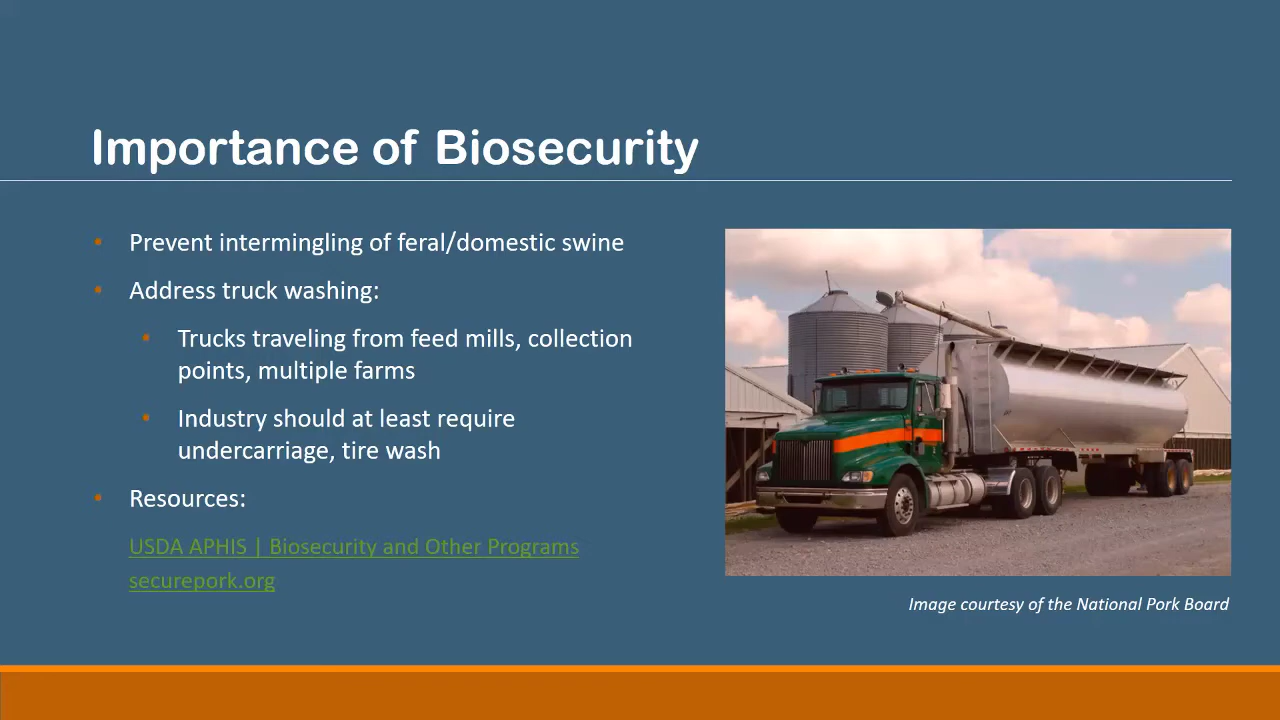 Importance of Biosecurity
• Prevent intermingling of feral/domestic swine
• Address truck washing:
• Trucks traveling from feed mills, collection
points, multiple farms
• Industry should at least require
undercarriage, tire wash
• Resources:
USDA APHIS | Biosecurity and Other Programs
securepork.org
Image courtesy of the National Pork Board